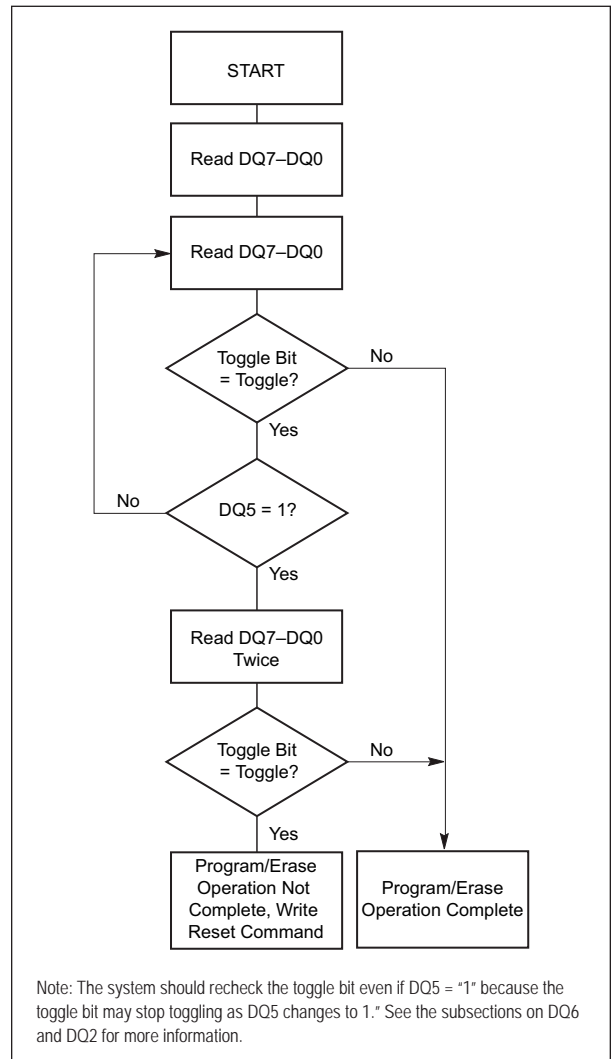 START
Read DQ7–DQ0
Read DQ7–DQ0
Toggle Bit
= Toggle?
No
Yes
No
DQ5 = 1?
Yes
Read DQ7–DQ0
Twice
Toggle Bit
= Toggle?
No
Yes
Program/Erase
Operation Not
Complete, Write
Reset Command
Program/Erase
Operation Complete
Note: The system should recheck the toggle bit even if DQ5 = “1” because the
toggle bit may stop toggling as DQ5 changes to 1.” See the subsections on DQ6
and DQ2 for more information.